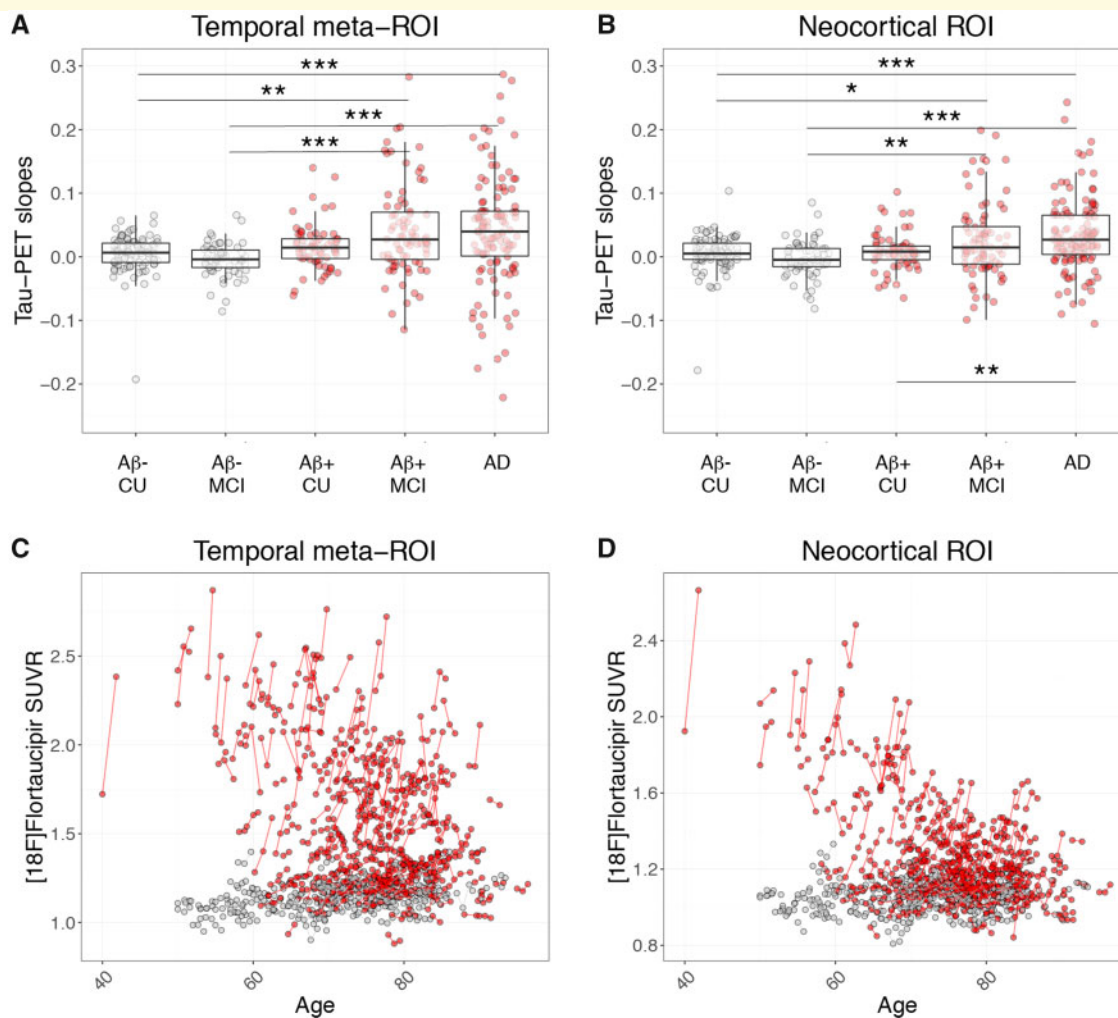 A Temporal meta−ROI
Tau−PET slopes
0.3
0.2
0.1
0.0
−0.1
−0.2
***
**
***
***
Aβ- CU
Aβ- MCI
Aβ+ CU
Aβ+ MCI
AD
B Neocortical ROI
Tau−PET slopes
0.3
0.2
0.1
0.0
−0.1
−0.2
***
*
***
**
**
Aβ- CU
Aβ- MCI
Aβ+ CU
Aβ+ MCI
AD
C Temporal meta−ROI
[18F]Flortaucipir SUVR
2.5
2.0
1.5
1.0
40 60 80
Age
D Neocortical ROI
[18F]Flortaucipir SUVR
2.4
2.0
1.6
1.2
0.8
40 60 80
Age